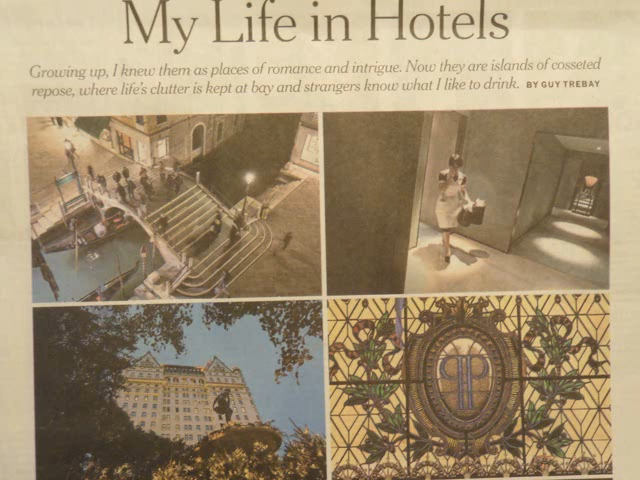 My Life in Hotels
Growing up, I knew them as places of romance and intrigue. Now they are islands of cosseted
repose, where life's clutter is kept at bay and strangers know what I like to drink. BY GUY TREBAY